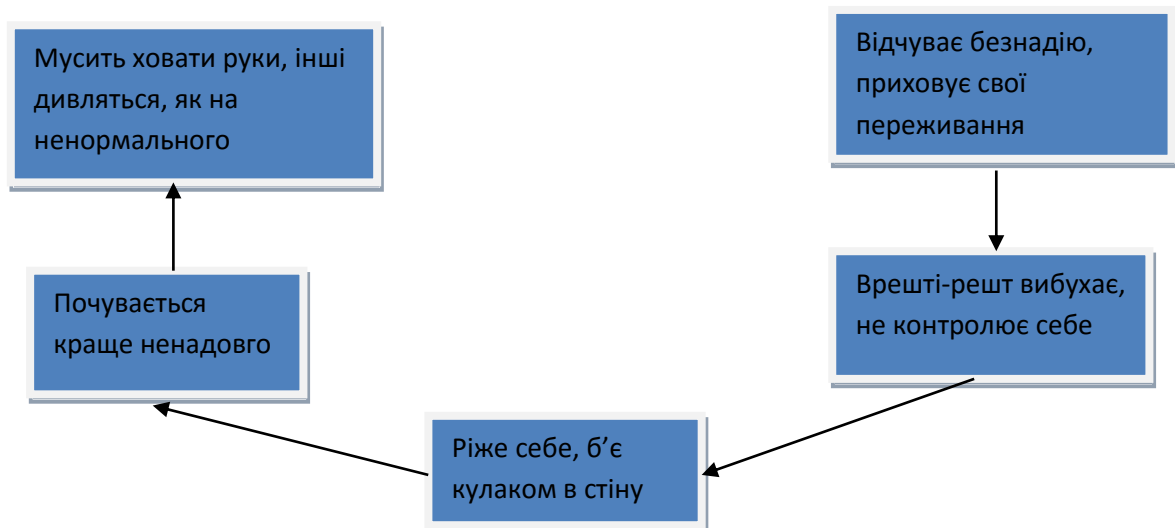 Мусить ховати руки, інші
дивляться, як на
ненормального
Відчуває безнадію,
приховує свої
переживання
Почувається
краще ненадовго
Врешті-решт вибухає,
не контролює себе
Ріже себе, б’є
кулаком в стіну